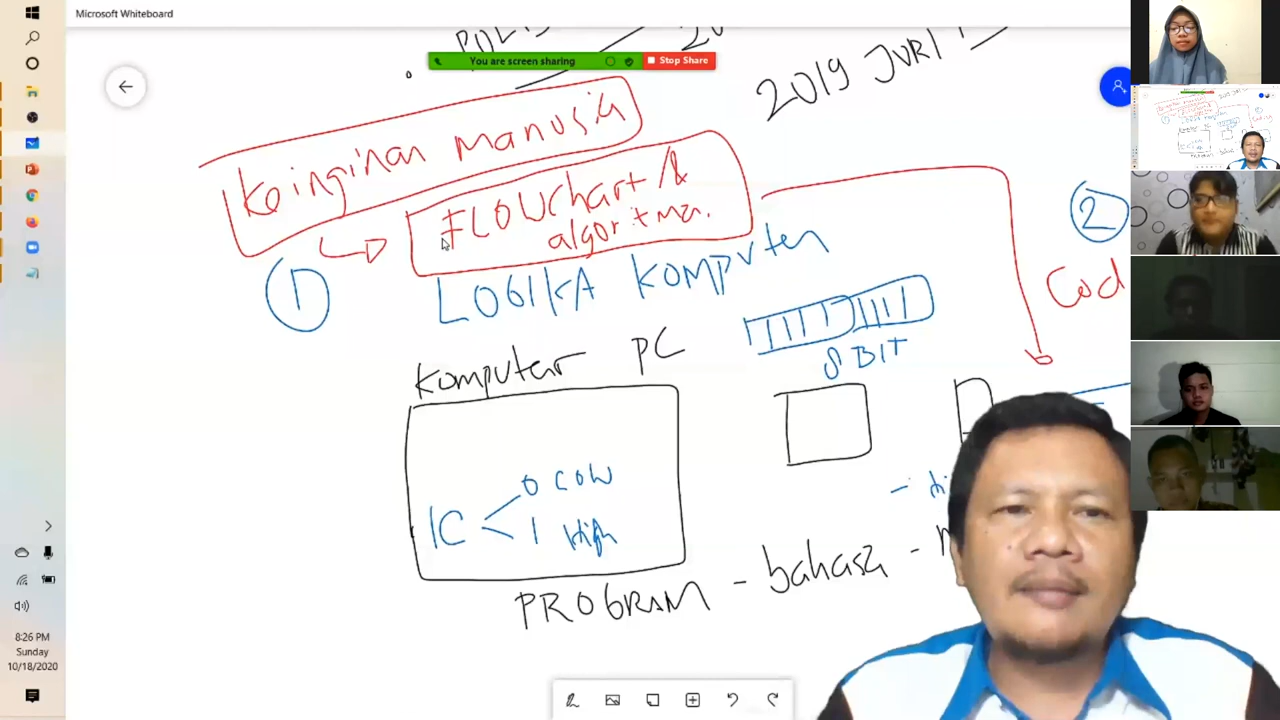 Microsoft Whiteboard
You are screen sharing
Stop Share
2019 JURI
keinginan manusia
FLOWchart &
algoritma.
1
LOGIKA KOMPUTER
2
Cod
8 BIT
Komputer PC
IC
0 LOW
1 High
PROGRAM - bahasa -
8:26 PM
Sunday
10/18/2020